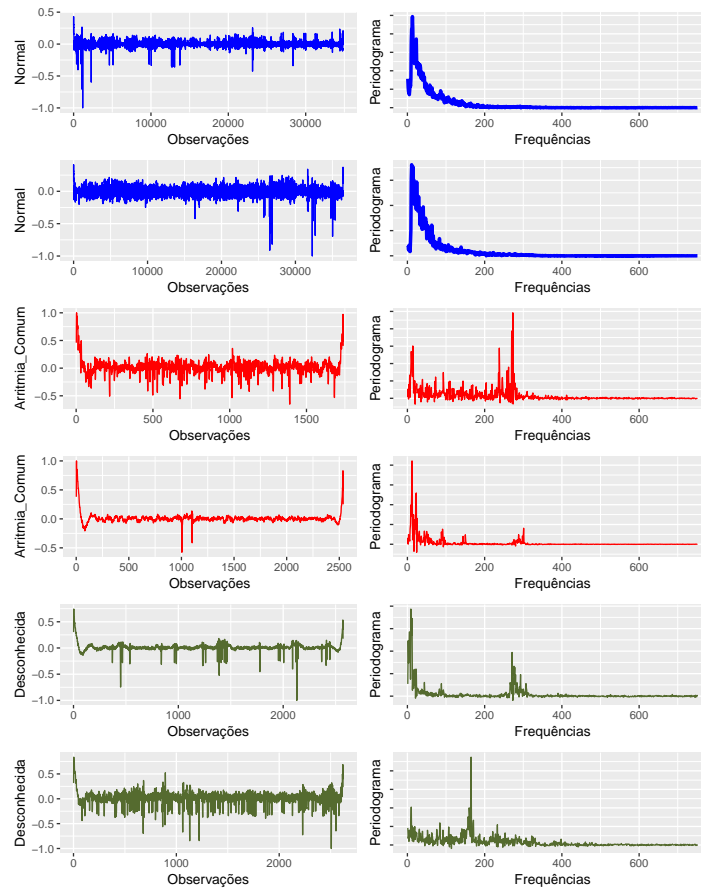 Normal
0.5
0.0
−0.5
−1.0
0 10000 20000 30000
Observações
Periodograma
0 200 400 600
Frequências
Normal
0.0
−0.5
−1.0
0 10000 20000 30000
Observações
Periodograma
0 200 400 600
Frequências
Arritmia_Comum
1.0
0.5
0.0
−0.5
0 500 1000 1500
Observações
Periodograma
0 200 400 600
Frequências
Arritmia_Comum
1.0
0.5
0.0
−0.5
0 500 1000 1500 2000 2500
Observações
Periodograma
0 200 400 600
Frequências
Desconhecida
0.5
0.0
−0.5
−1.0
0 1000 2000
Observações
Periodograma
0 200 400 600
Frequências
Desconhecida
0.5
0.0
−0.5
−1.0
0 1000 2000
Observações
Periodograma
0 200 400 600
Frequências